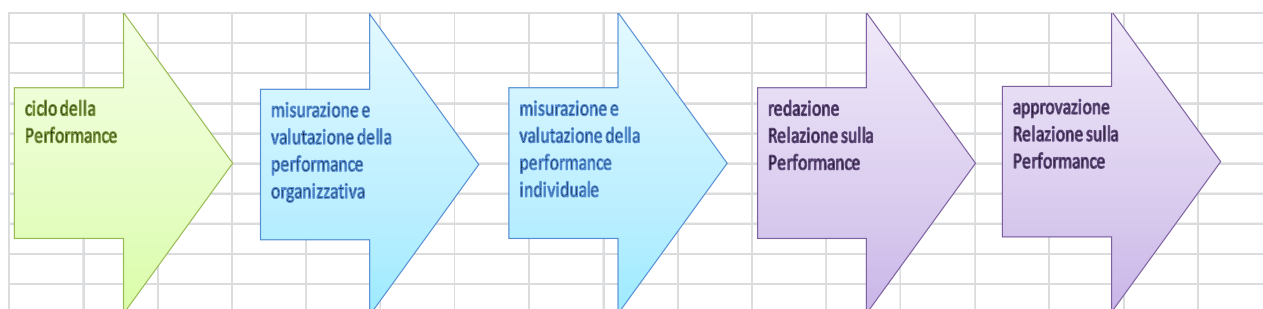 ciclo della
Performance
misurazione e
valutazione della
performance
organizzativa
misurazione e
valutazione della
performance
individuale
redazione
Relazione sulla
Performance
approvazione
Relazione sulla
Performance